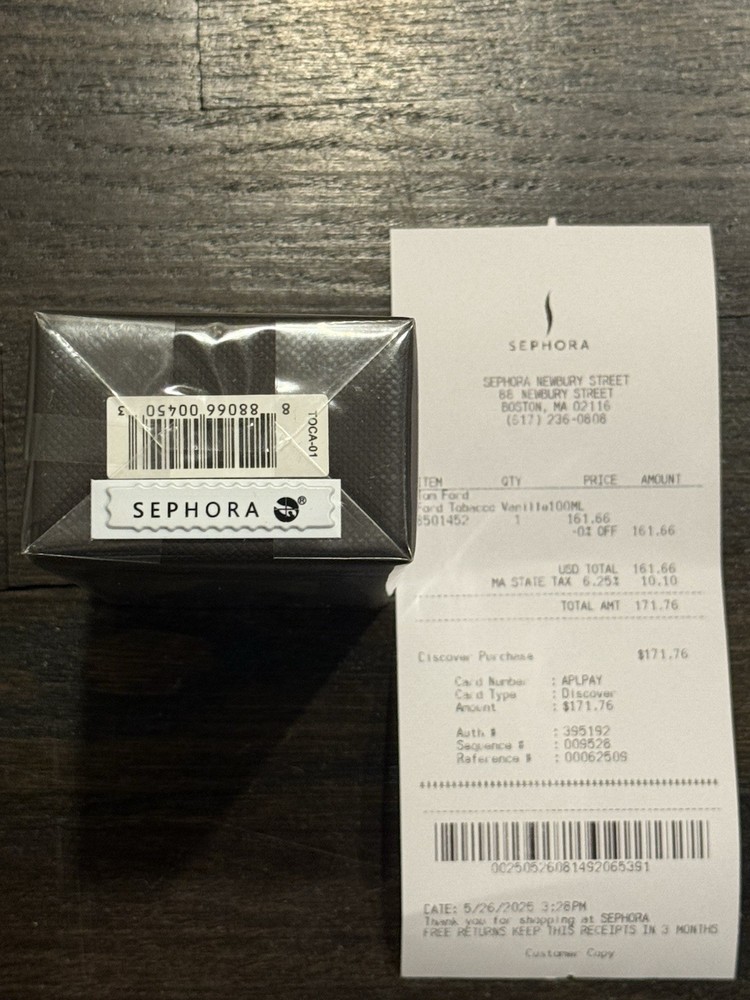 8 88066 00450 3
TOCA-01
SEPHORA ®
SEPHORA
SEPHORA NEWBURY STREET
88 NEWBURY STREET
BOSTON, MA 02116
(617) 236-0808
ITEM QTY PRICE AMOUNT
Tom Ford
Ford Tobacco Vanille100ML
6501452 1 161.66
-0% OFF 161.66
USD TOTAL 161.66
MA STATE TAX 6.25% 10.10
TOTAL AMT 171.76
Discover Purchase $171.76
Card Number : APLPAY
Card Type : Discover
Amount : $171.76
Auth # : 395192
Sequence # : 009528
Reference # : 00062509
00250526081492065391
DATE: 5/26/2025 3:28PM
Thank you for shopping at SEPHORA
FREE RETURNS KEEP THIS RECEIPTS IN 3 MONTHS
Customer Copy